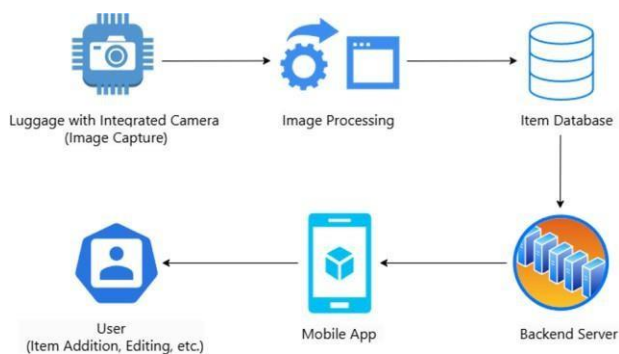 Luggage with Integrated Camera
(Image Capture)
Image Processing
Item Database
User
(Item Addition, Editing, etc.)
Mobile App
Backend Server